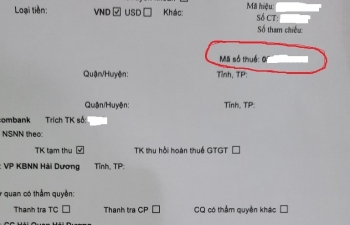 Mã hiệu:
Loại tiền: VND ☑ USD ☐ Khác: Số CT:
Số tham chiếu:
Mã số thuế: 0
Quận/Huyện: Tỉnh, TP:
Quận/Huyện: Tỉnh, TP:
combank Trích TK số:
NSNN theo:
TK tạm thu ☑ TK thu hồi hoàn thuế GTGT ☐
: VP KBNN Hải Dương Tỉnh, TP:
quan có thẩm quyền:
Thanh tra TC ☐ Thanh tra CP ☐ CQ có thẩm quyền khác ☐